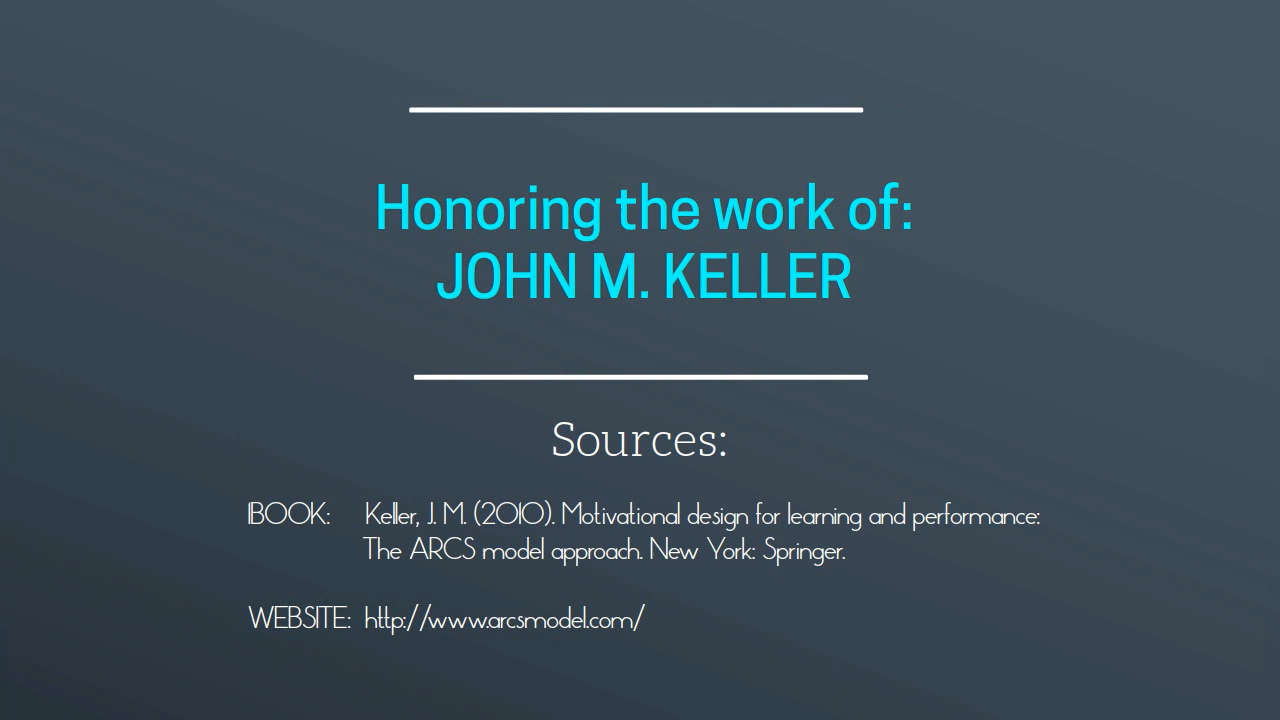 Honoring the work of:
JOHN M. KELLER
Sources:
BOOK: Keller, J. M. (2010). Motivational design for learning and performance:
The ARCS model approach. New York: Springer.
WEBSITE: http://www.arcsmodel.com/